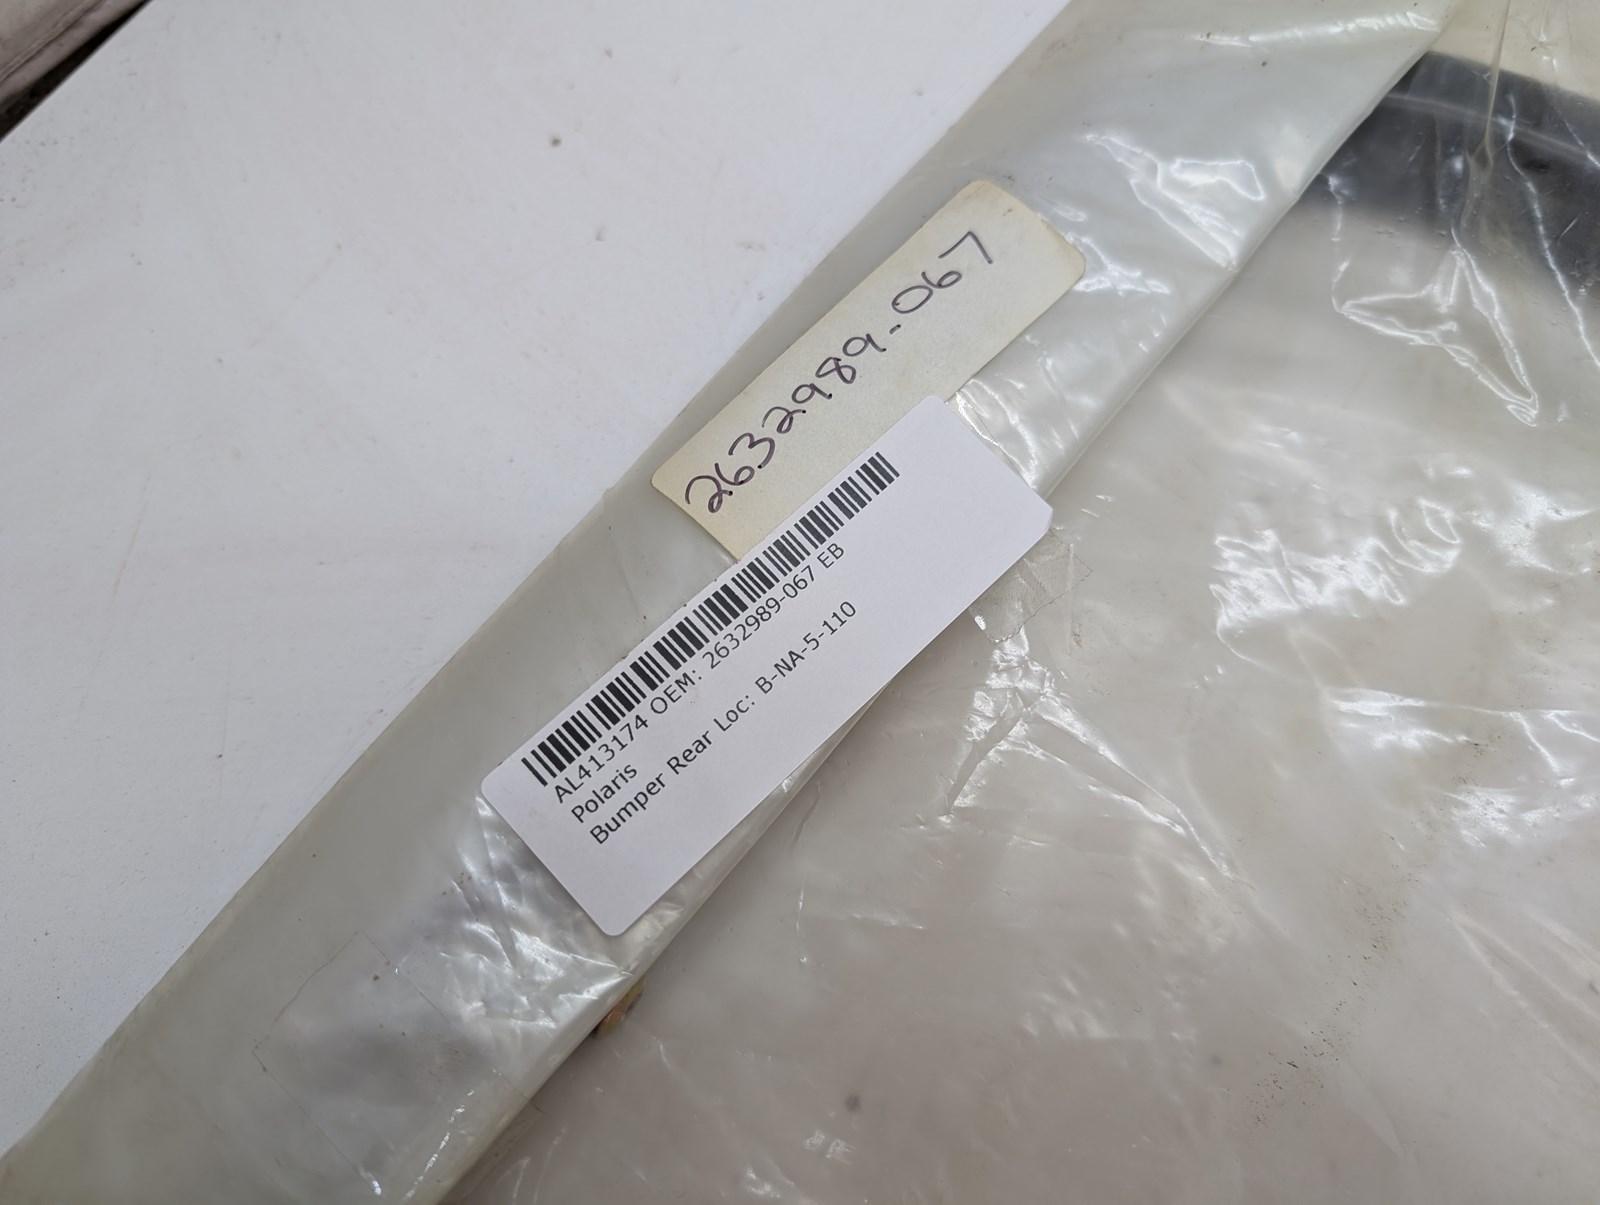 2632989-067
AL413174 OEM: 2632989-067 EB
Polaris
Bumper Rear Loc: B-NA-5-110